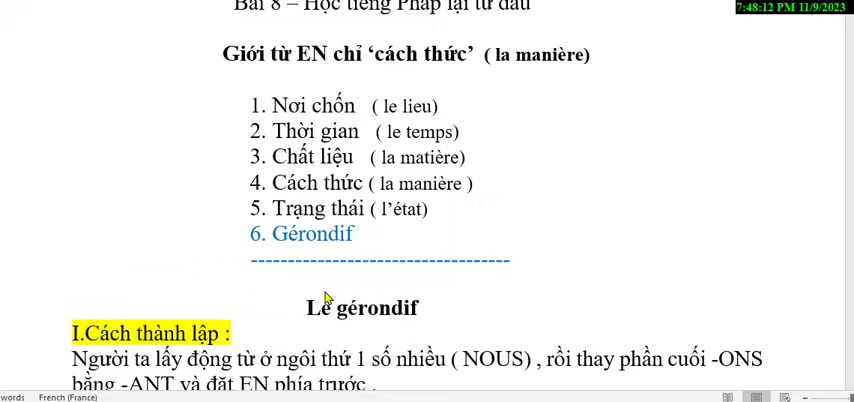 7:48:12 PM 11/9/2023
Bài 8 – Học tiếng Pháp lại từ đầu
Giới từ EN chỉ ‘cách thức’ ( la manière)
1. Nơi chốn ( le lieu)
2. Thời gian ( le temps)
3. Chất liệu ( la matière)
4. Cách thức ( la manière )
5. Trạng thái ( l’état)
6. Gérondif
-----------------------------------
Le gérondif
I.Cách thành lập :
Người ta lấy động từ ở ngôi thứ 1 số nhiều ( NOUS) , rồi thay phần cuối -ONS
bằng -ANT và đặt EN phía trước .
words French (France)